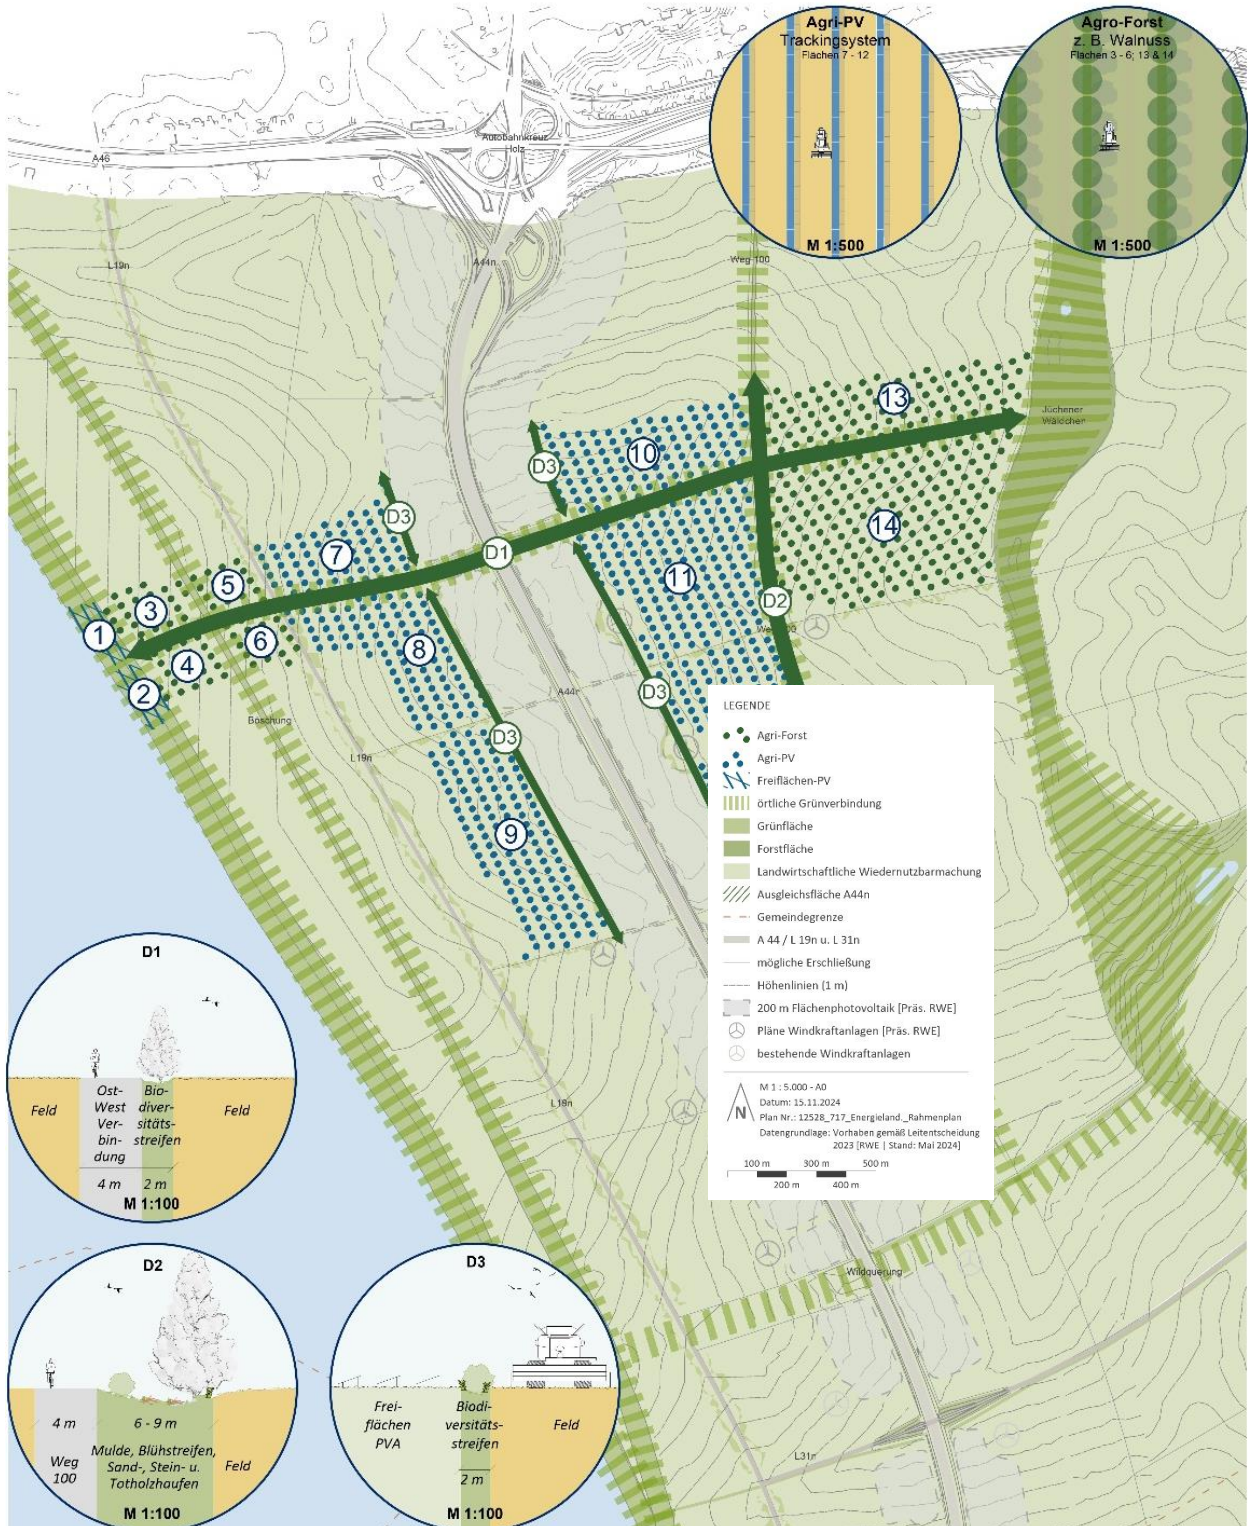 Agri-PV
Trackingsystem
Flächen 7 - 12
M 1:500
Agro-Forst
z. B. Walnuss
Flächen 3 - 6; 13 & 14
M 1:500
Autobahnkreuz
Holz
A46
L19n
A44n
Weg 100
13
Jüchener
Wäldchen
10
D3
D3
14
7
D1
11
5
D2
3
1
6
8
4
2
A44n
D3
Böschung
D3
L19n
9
LEGENDE
Agri-Forst
Agri-PV
Freiflächen-PV
örtliche Grünverbindung
Grünfläche
Forstfläche
Landwirtschaftliche Wiedernutzbarmachung
Ausgleichsfläche A44n
Gemeindegrenze
A 44 / L 19n u. L 31n
mögliche Erschließung
Höhenlinien (1 m)
200 m Flächenphotovoltaik [Präs. RWE]
Pläne Windkraftanlagen [Präs. RWE]
bestehende Windkraftanlagen
N
M 1 : 5.000 - A0
Datum: 15.11.2024
Plan Nr.: 12528_717_Energieland._Rahmenplan
Datengrundlage: Vorhaben gemäß Leitentscheidung
2023 [RWE | Stand: Mai 2024]
100 m 300 m 500 m
200 m 400 m
L19n
Wildquerung
L31n
D1
Feld
Ost-
West
Ver-
bin-
dung
Bio-
diver-
sitäts-
streifen
Feld
4 m 2 m
M 1:100
D2
4 m 6 - 9 m
Weg
100
Mulde, Blühstreifen,
Sand-, Stein- u.
Totholzhaufen
Feld
M 1:100
D3
Frei-
flächen
PVA
Biodi-
versitäts-
streifen
Feld
2 m
M 1:100